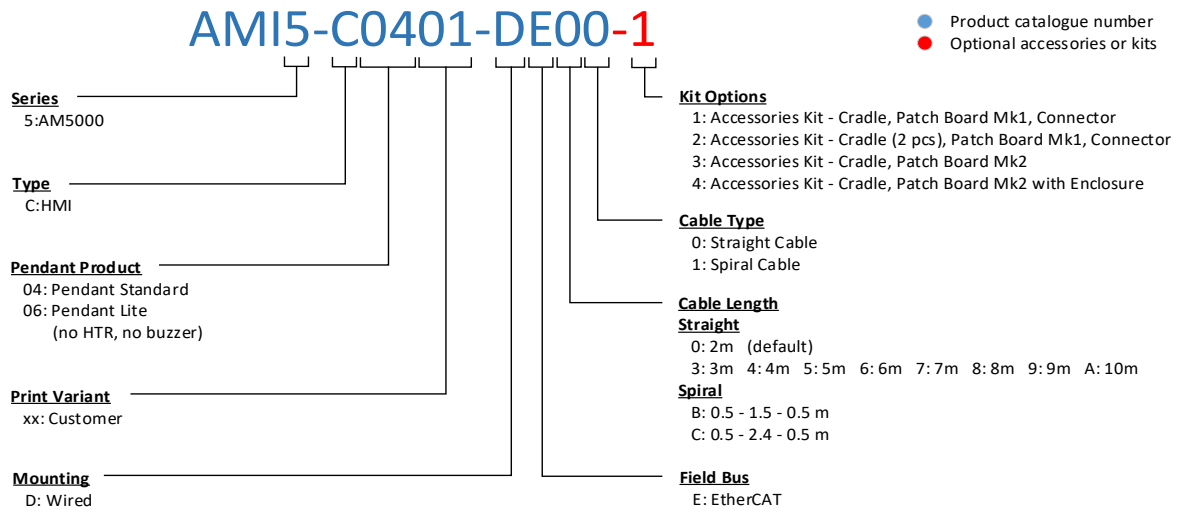 AMI5-C0401-DE00-1
Product catalogue number
Optional accessories or kits
Series
5:AM5000
Type
C:HMI
Pendant Product
04: Pendant Standard
06: Pendant Lite
(no HTR, no buzzer)
Print Variant
xx: Customer
Mounting
D: Wired
Kit Options
1: Accessories Kit - Cradle, Patch Board Mk1, Connector
2: Accessories Kit - Cradle (2 pcs), Patch Board Mk1, Connector
3: Accessories Kit - Cradle, Patch Board Mk2
4: Accessories Kit - Cradle, Patch Board Mk2 with Enclosure
Cable Type
0: Straight Cable
1: Spiral Cable
Cable Length
Straight
0: 2m (default)
3: 3m 4: 4m 5: 5m 6: 6m 7: 7m 8: 8m 9: 9m A: 10m
Spiral
B: 0.5 - 1.5 - 0.5 m
C: 0.5 - 2.4 - 0.5 m
Field Bus
E: EtherCAT